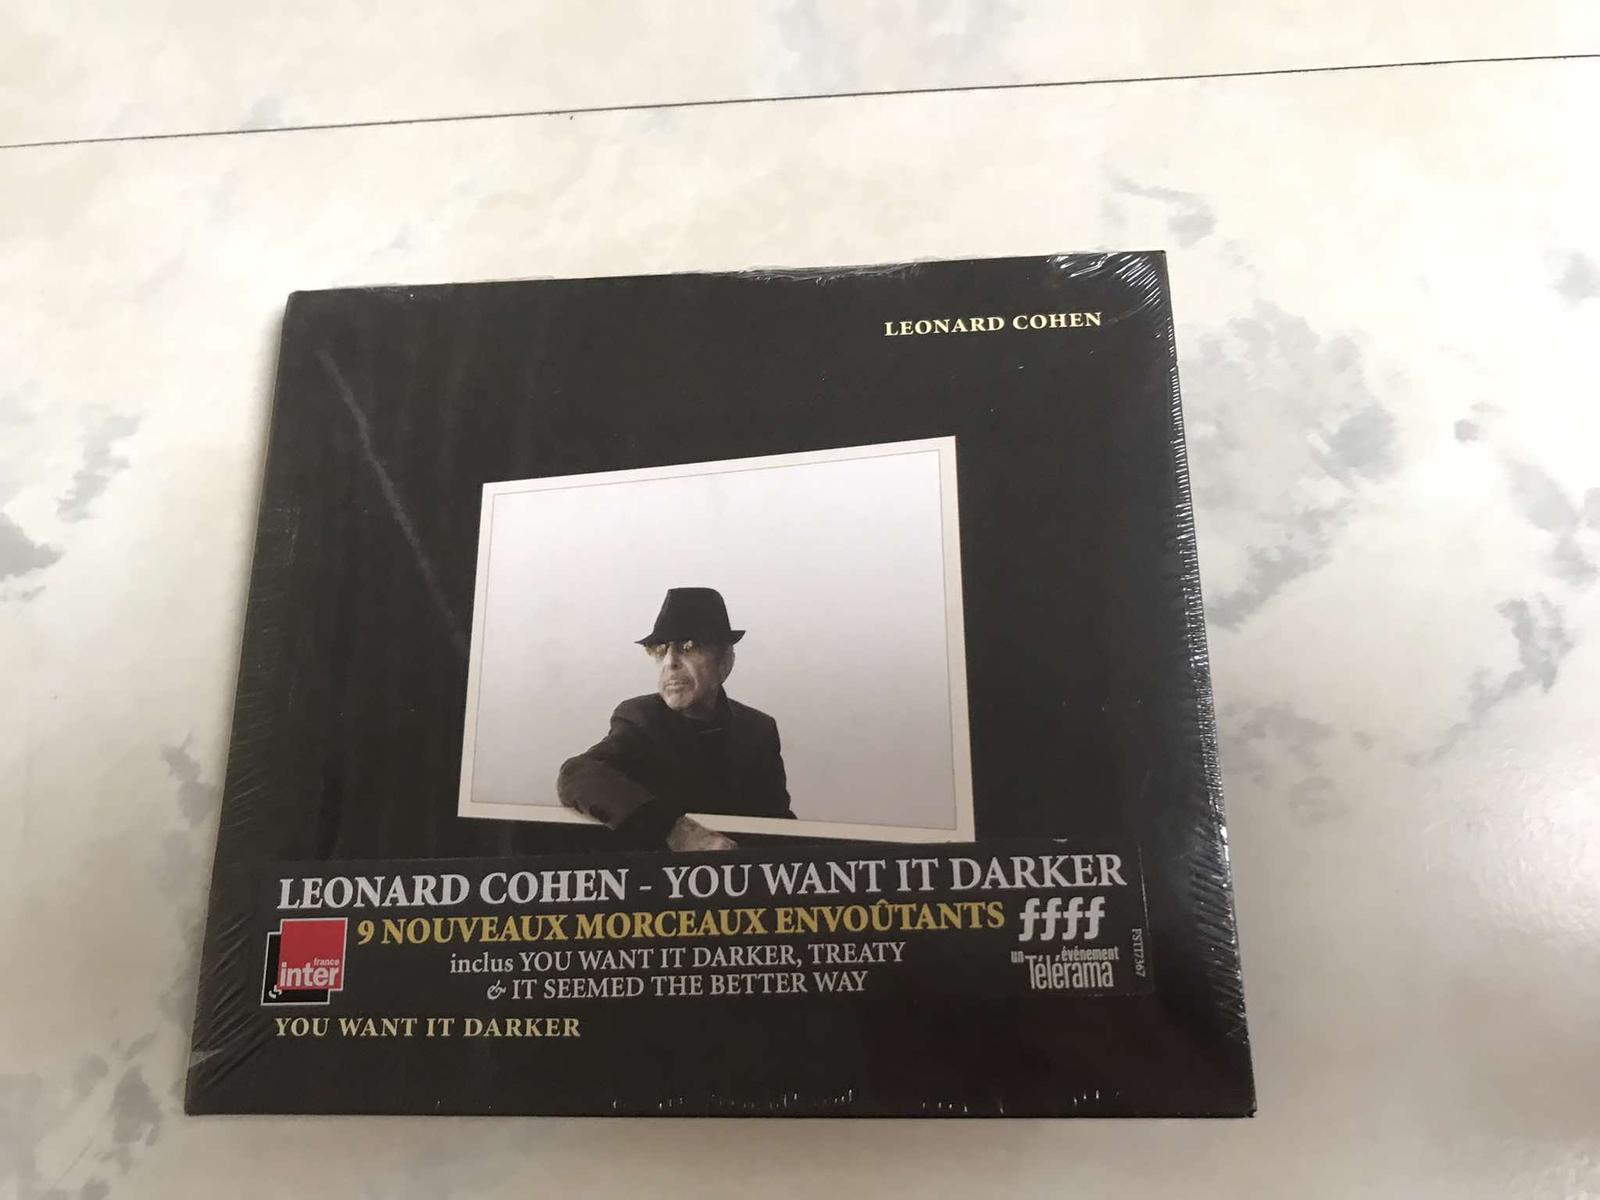 LEONARD COHEN
LEONARD COHEN - YOU WANT IT DARKER
9 NOUVEAUX MORCEAUX ENVOÛTANTS
inclus YOU WANT IT DARKER, TREATY
& IT SEEMED THE BETTER WAY
france
inter
ffff
un événement
Télérama
FSTT7367
YOU WANT IT DARKER